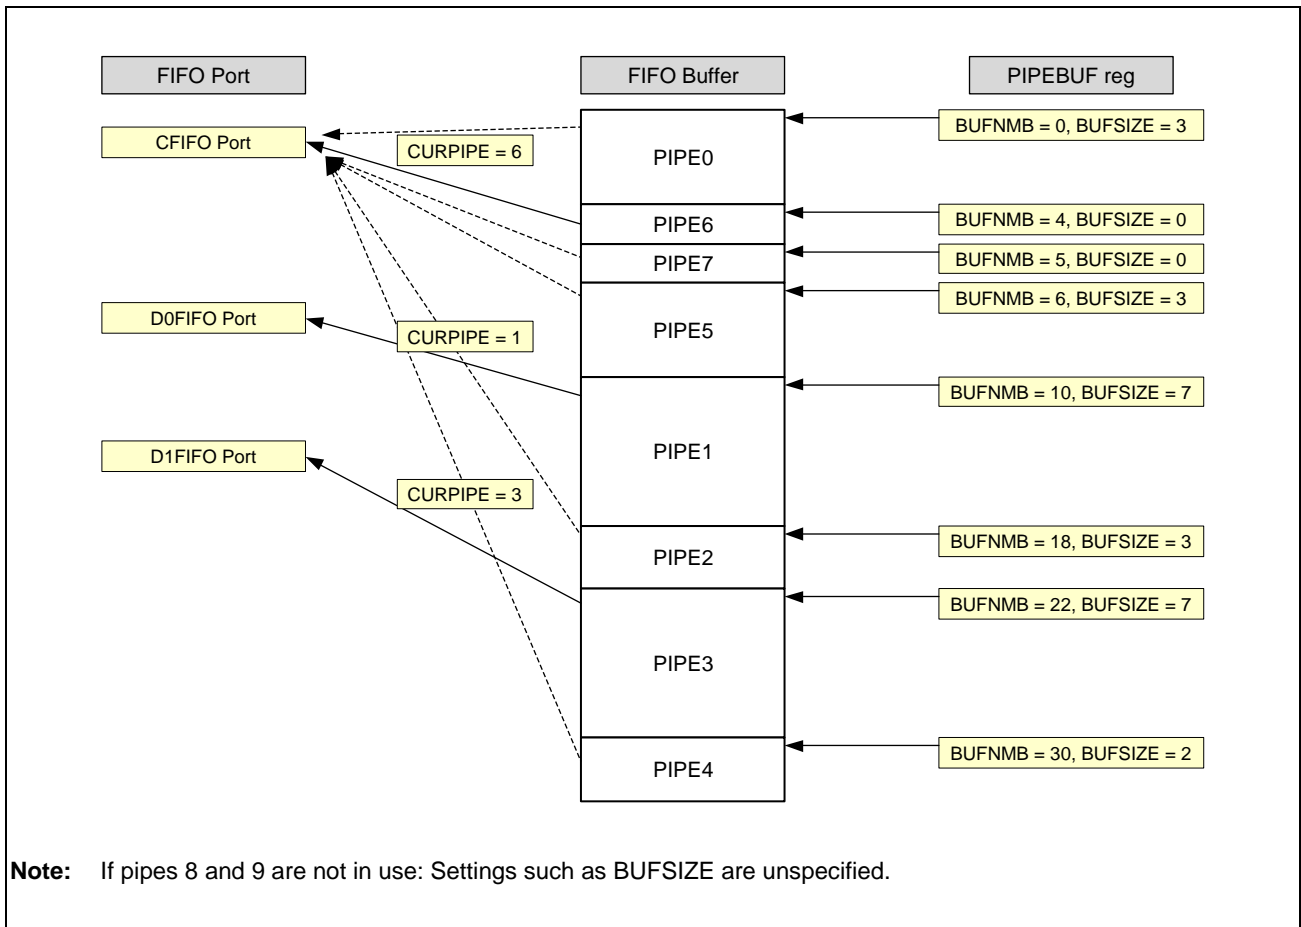 FIFO Port
FIFO Buffer
PIPEBUF reg
CFIFO Port
CURPIPE = 6
PIPE0
BUFNMB = 0, BUFSIZE = 3
PIPE6
BUFNMB = 4, BUFSIZE = 0
PIPE7
BUFNMB = 5, BUFSIZE = 0
BUFNMB = 6, BUFSIZE = 3
D0FIFO Port
CURPIPE = 1
PIPE5
BUFNMB = 10, BUFSIZE = 7
D1FIFO Port
PIPE1
CURPIPE = 3
BUFNMB = 18, BUFSIZE = 3
PIPE2
BUFNMB = 22, BUFSIZE = 7
PIPE3
BUFNMB = 30, BUFSIZE = 2
PIPE4
Note: If pipes 8 and 9 are not in use: Settings such as BUFSIZE are unspecified.